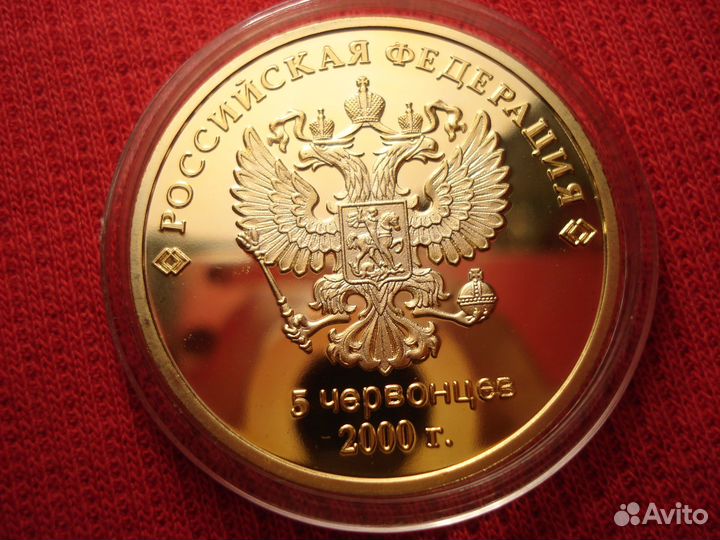 РОССИЙСКАЯ ФЕДЕРАЦИЯ
5 червонцев
2000 г.
Avito